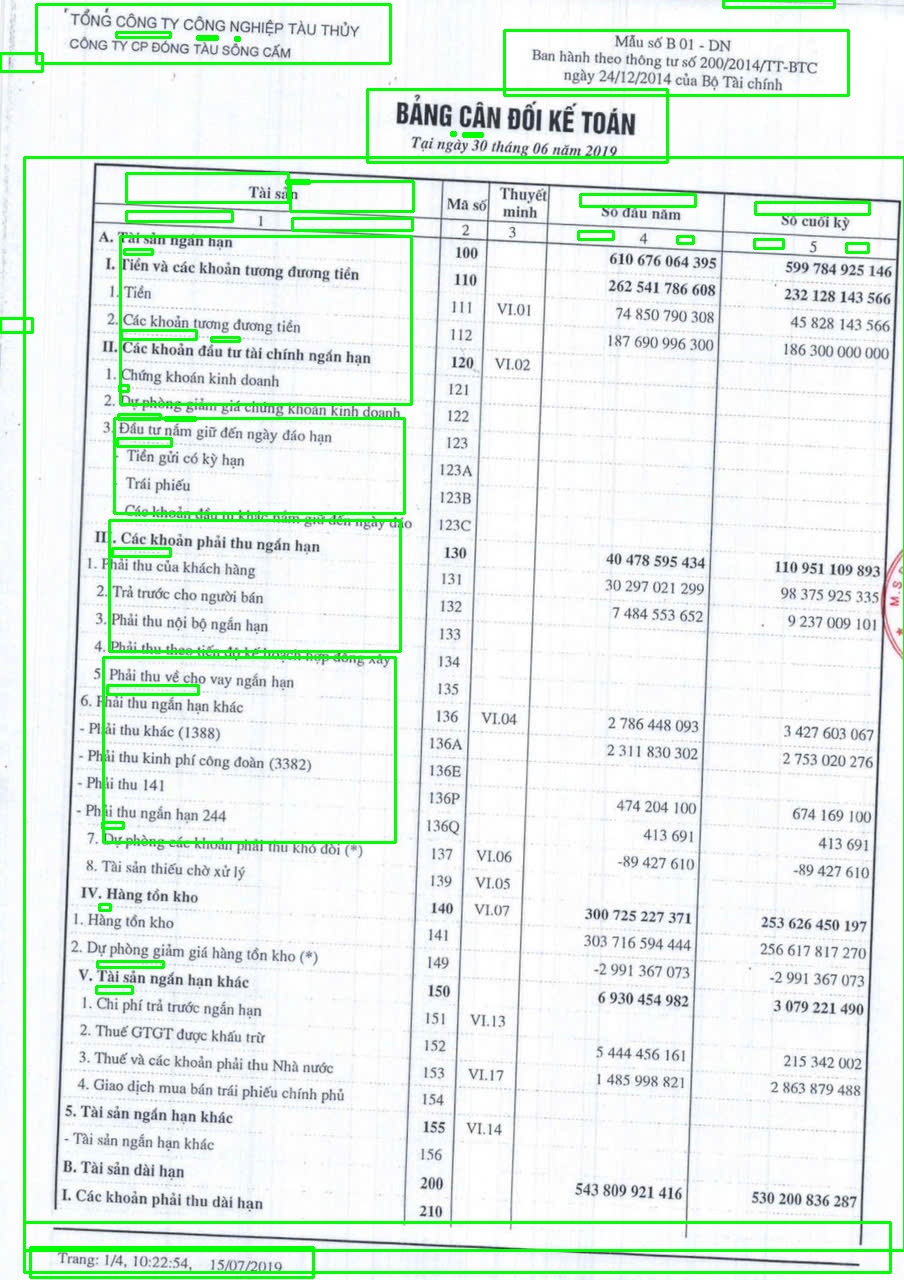 TỔNG CÔNG TY CÔNG NGHIỆP TÀU THỦY
CÔNG TY CP ĐÓNG TÀU SÔNG CẤM
Mẫu số B 01 - DN
Ban hành theo thông tư số 200/2014/TT-BTC
ngày 24/12/2014 của Bộ Tài chính
BẢNG CÂN ĐỐI KẾ TOÁN
Tại ngày 30 tháng 06 năm 2019
Tài sản Mã số Thuyết minh Số đầu năm Số cuối kỳ
1 2 3 4 5
A. Tài sản ngắn hạn 100 610 676 064 395 599 784 925 146
I. Tiền và các khoản tương đương tiền 110 262 541 786 608 232 128 143 566
1. Tiền 111 VI.01 74 850 790 308 45 828 143 566
2. Các khoản tương đương tiền 112 187 690 996 300 186 300 000 000
II. Các khoản đầu tư tài chính ngắn hạn 120 VI.02
1. Chứng khoán kinh doanh 121
2. Dự phòng giảm giá chứng khoán kinh doanh 122
3. Đầu tư nắm giữ đến ngày đáo hạn 123
- Tiền gửi có kỳ hạn 123A
- Trái phiếu 123B
- Các khoản đầu tư khác nắm giữ đến ngày đáo 123C
III. Các khoản phải thu ngắn hạn 130 40 478 595 434 110 951 109 893
1. Phải thu của khách hàng 131 30 297 021 299 98 375 925 335
2. Trả trước cho người bán 132 7 484 553 652 9 237 009 101
3. Phải thu nội bộ ngắn hạn 133
4. Phải thu theo tiến độ kế hoạch hợp đồng xây 134
5. Phải thu về cho vay ngắn hạn 135
6. Phải thu ngắn hạn khác 136 VI.04 2 786 448 093 3 427 603 067
- Phải thu khác (1388) 136A 2 311 830 302 2 753 020 276
- Phải thu kinh phí công đoàn (3382) 136E
- Phải thu 141 136P 474 204 100 674 169 100
- Phải thu ngắn hạn 244 136Q 413 691 413 691
7. Dự phòng các khoản phải thu khó đòi (*) 137 VI.06 -89 427 610 -89 427 610
8. Tài sản thiếu chờ xử lý 139 VI.05
IV. Hàng tồn kho 140 VI.07 300 725 227 371 253 626 450 197
1. Hàng tồn kho 141 303 716 594 444 256 617 817 270
2. Dự phòng giảm giá hàng tồn kho (*) 149 -2 991 367 073 -2 991 367 073
V. Tài sản ngắn hạn khác 150 6 930 454 982 3 079 221 490
1. Chi phí trả trước ngắn hạn 151 VI.13
2. Thuế GTGT được khấu trừ 152 5 444 456 161 215 342 002
3. Thuế và các khoản phải thu Nhà nước 153 VI.17 1 485 998 821 2 863 879 488
4. Giao dịch mua bán trái phiếu chính phủ 154
5. Tài sản ngắn hạn khác 155 VI.14
- Tài sản ngắn hạn khác 156
B. Tài sản dài hạn 200 543 809 921 416 530 200 836 287
I. Các khoản phải thu dài hạn 210
Trang: 1/4, 10:22:54, 15/07/2019